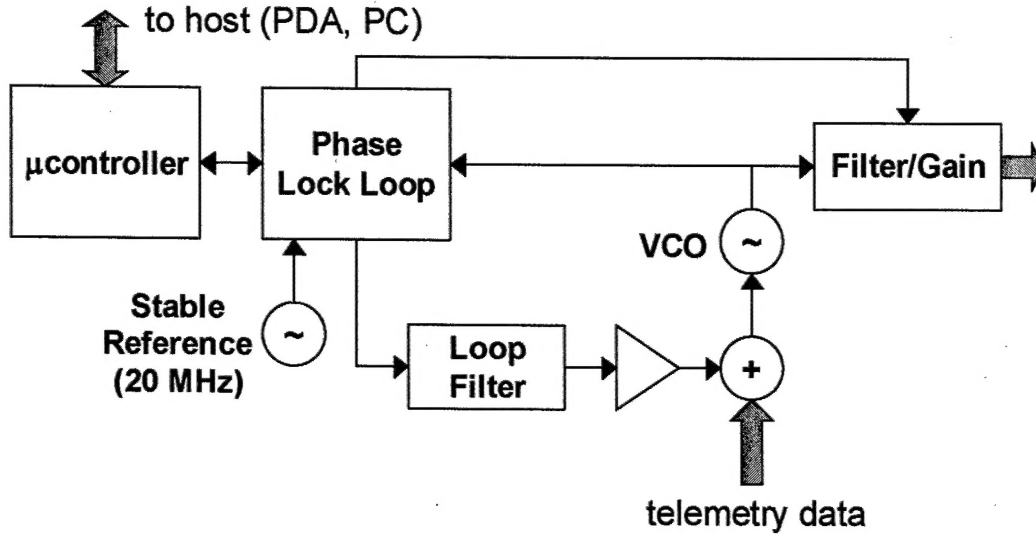 to host (PDA, PC)
μcontroller
Phase
Lock Loop
Filter/Gain
VCO
~
Stable
Reference
(20 MHz)
~
Loop
Filter
+
telemetry data